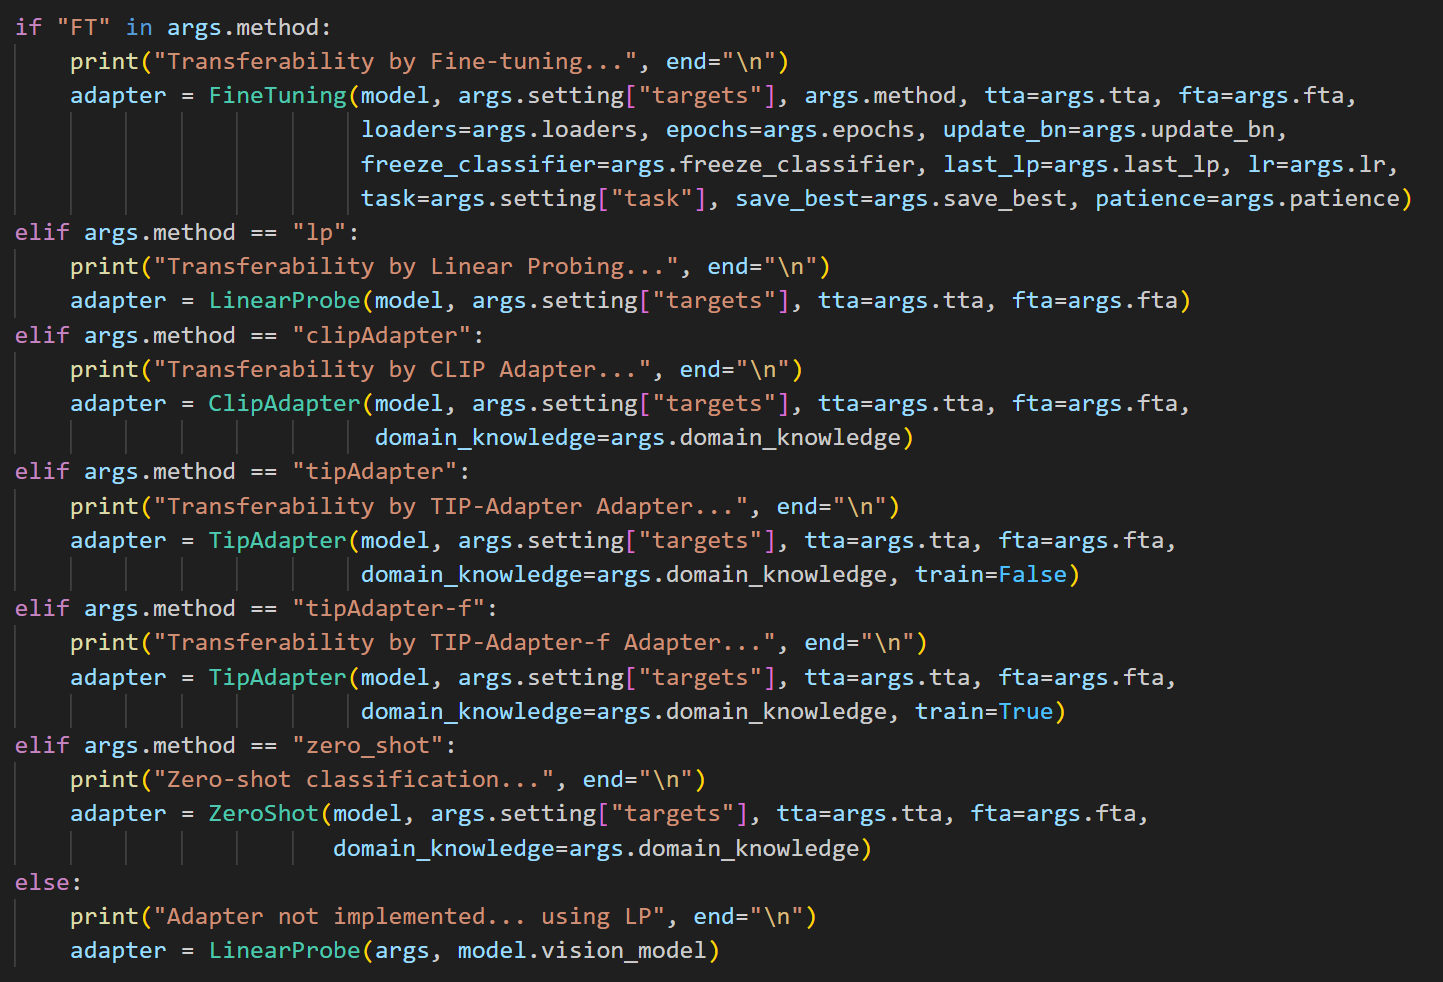 if "FT" in args.method:
    print("Transferability by Fine-tuning...", end="\n")
    adapter = FineTuning(model, args.setting["targets"], args.method, tta=args.tta, fta=args.fta,
                         loaders=args.loaders, epochs=args.epochs, update_bn=args.update_bn,
                         freeze_classifier=args.freeze_classifier, last_lp=args.last_lp, lr=args.lr,
                         task=args.setting["task"], save_best=args.save_best, patience=args.patience)
elif args.method == "lp":
    print("Transferability by Linear Probing...", end="\n")
    adapter = LinearProbe(model, args.setting["targets"], tta=args.tta, fta=args.fta)
elif args.method == "clipAdapter":
    print("Transferability by CLIP Adapter...", end="\n")
    adapter = ClipAdapter(model, args.setting["targets"], tta=args.tta, fta=args.fta,
                          domain_knowledge=args.domain_knowledge)
elif args.method == "tipAdapter":
    print("Transferability by TIP-Adapter Adapter...", end="\n")
    adapter = TipAdapter(model, args.setting["targets"], tta=args.tta, fta=args.fta,
                         domain_knowledge=args.domain_knowledge, train=False)
elif args.method == "tipAdapter-f":
    print("Transferability by TIP-Adapter-f Adapter...", end="\n")
    adapter = TipAdapter(model, args.setting["targets"], tta=args.tta, fta=args.fta,
                         domain_knowledge=args.domain_knowledge, train=True)
elif args.method == "zero_shot":
    print("Zero-shot classification...", end="\n")
    adapter = ZeroShot(model, args.setting["targets"], tta=args.tta, fta=args.fta,
                       domain_knowledge=args.domain_knowledge)
else:
    print("Adapter not implemented... using LP", end="\n")
    adapter = LinearProbe(args, model.vision_model)